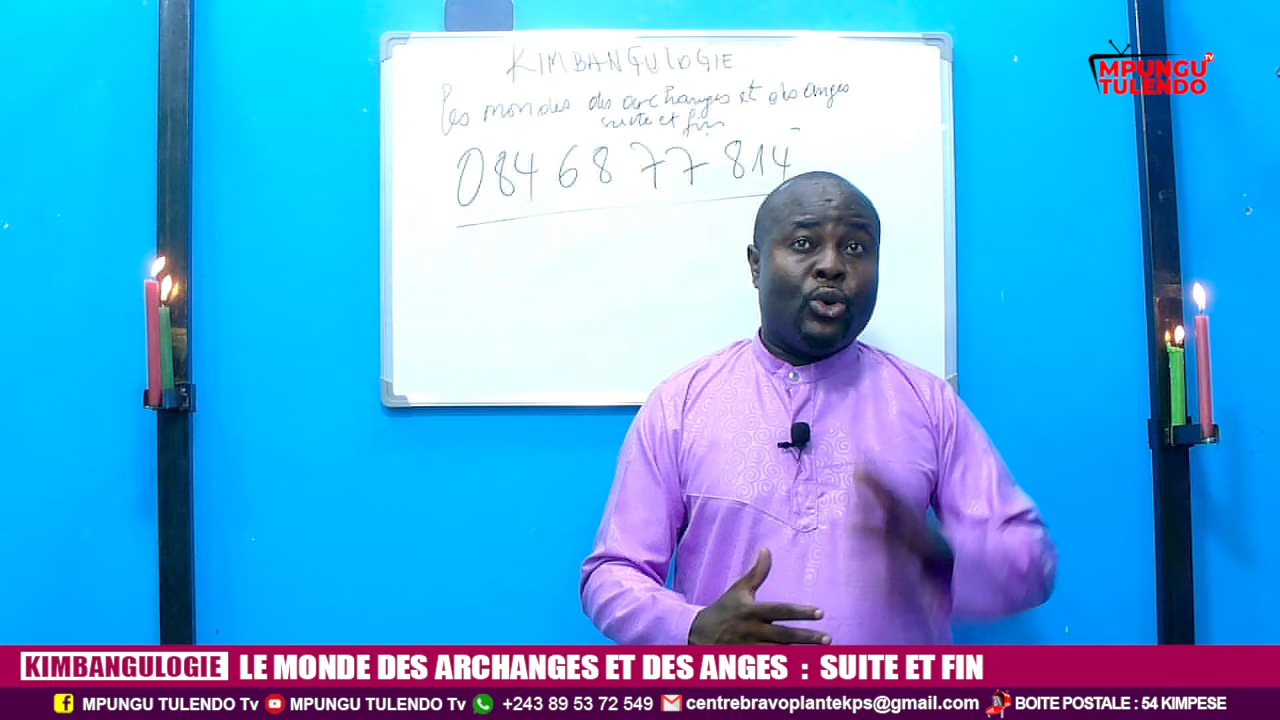 KIMBANGULOGIE
Les mondes des archanges et des anges
suite et fin
084 68 77 814
MPUNGU TV
TULENDO
KIMBANGULOGIE LE MONDE DES ARCHANGES ET DES ANGES : SUITE ET FIN
MPUNGU TULENDO Tv MPUNGU TULENDO Tv +243 89 53 72 549 centrebravoplantekps@gmail.com BOITE POSTALE : 54 KIMPESE